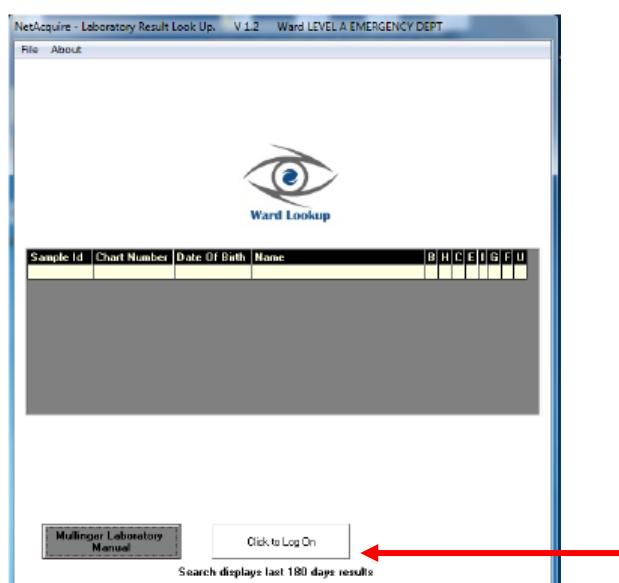 NetAcquire - Laboratory Result Look Up. V 1.2 Ward LEVEL A EMERGENCY DEPT
File About
Ward Lookup
Sample Id Chart Number Date Of Birth Name B H C E I G F U
Mullingar Laboratory
Manual
Click to Log On
Search displays last 180 days results